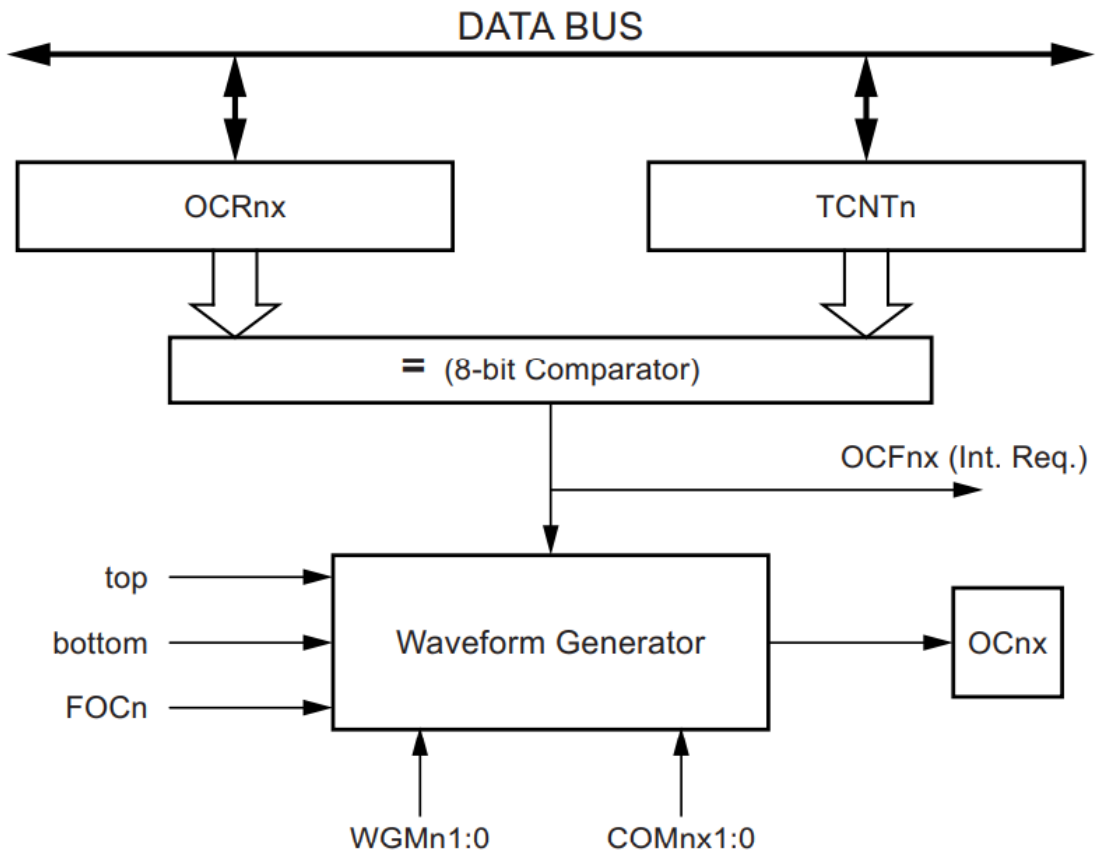 DATA BUS
OCRnx
TCNTn
= (8-bit Comparator)
OCFnx (Int. Req.)
top
bottom
FOCn
Waveform Generator
OCnx
WGMn1:0
COMnx1:0